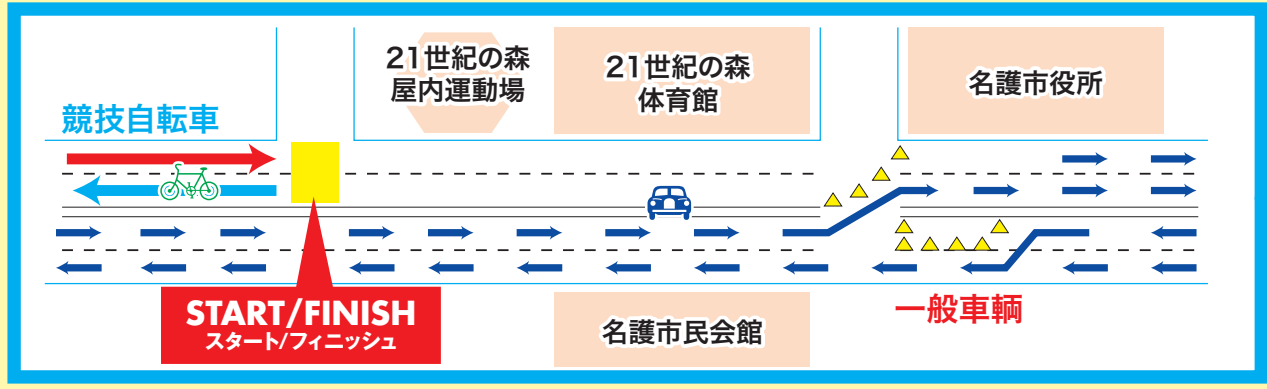 21世紀の森
屋内運動場
21世紀の森
体育館
名護市役所
競技自転車
START/FINISH
スタート/フィニッシュ
名護市民会館
一般車輌